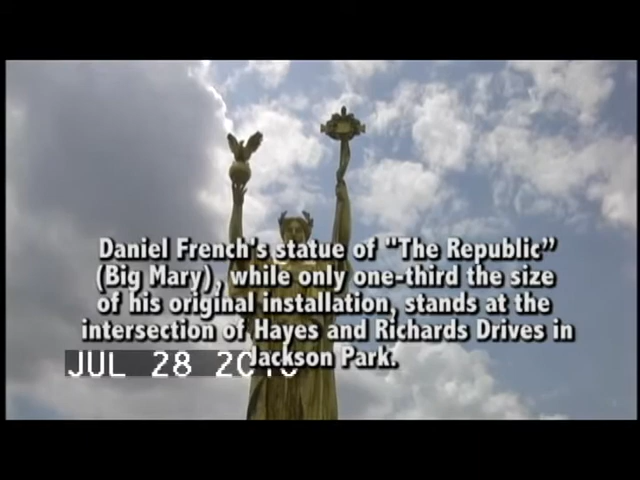 Daniel French's statue of "The Republic”
(Big Mary), while only one-third the size
of his original installation, stands at the
intersection of Hayes and Richards Drives in
Jackson Park.
JUL 28